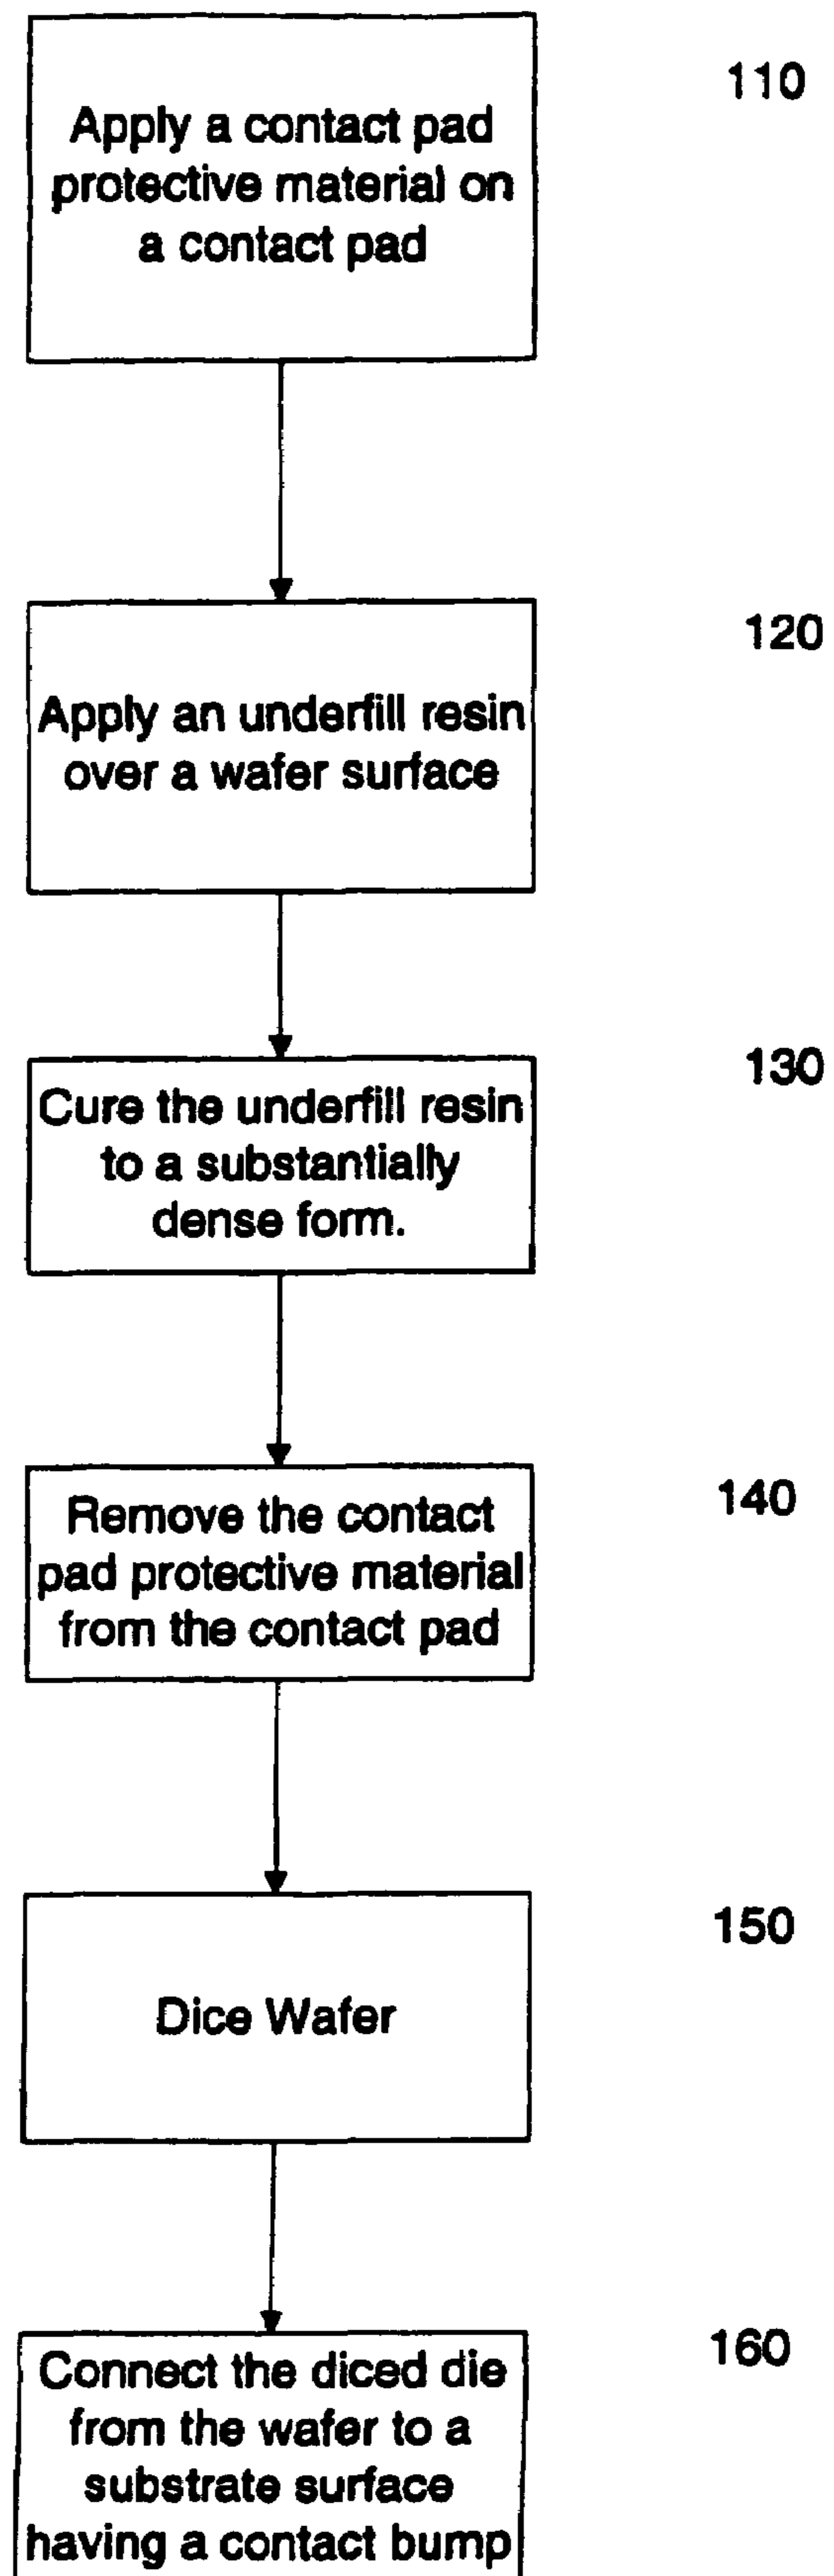 110
Apply a contact pad
protective material on
a contact pad
120
Apply an underfill resin
over a wafer surface
130
Cure the underfill resin
to a substantially
dense form.
140
Remove the contact
pad protective material
from the contact pad
150
Dice Wafer
160
Connect the diced die
from the wafer to a
substrate surface
having a contact bump